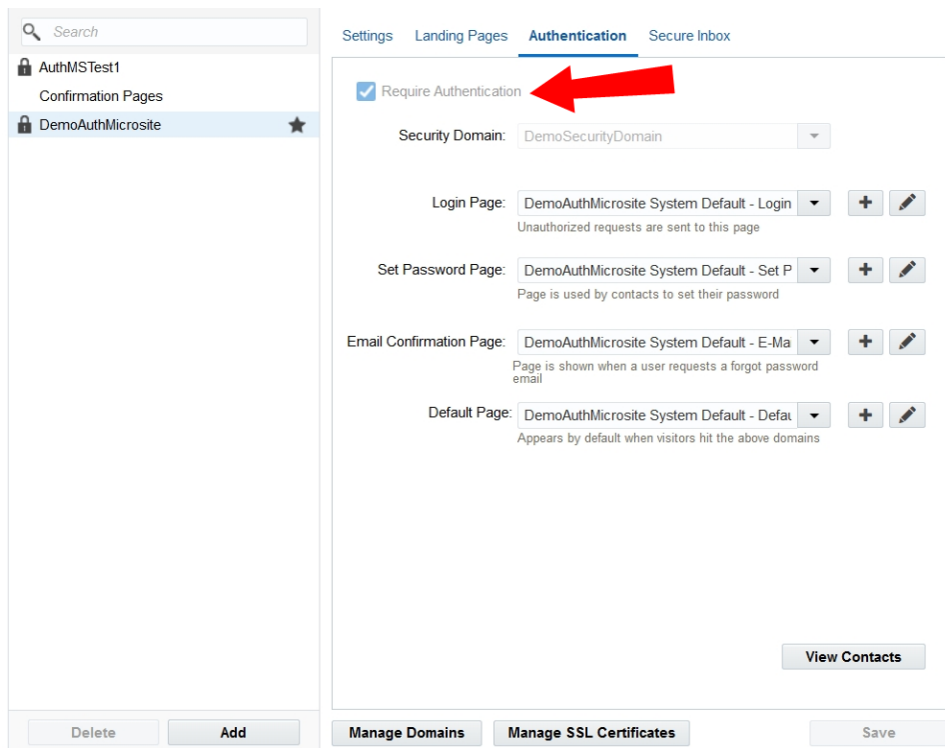 Search
AuthMSTest1
Confirmation Pages
DemoAuthMicrosite
Settings Landing Pages Authentication Secure Inbox
Require Authentication
Security Domain: DemoSecurityDomain
Login Page: DemoAuthMicrosite System Default - Login
Unauthorized requests are sent to this page
Set Password Page: DemoAuthMicrosite System Default - Set P
Page is used by contacts to set their password
Email Confirmation Page: DemoAuthMicrosite System Default - E-Ma
Page is shown when a user requests a forgot password
email
Default Page: DemoAuthMicrosite System Default - Defau
Appears by default when visitors hit the above domains
View Contacts
Delete Add Manage Domains Manage SSL Certificates Save